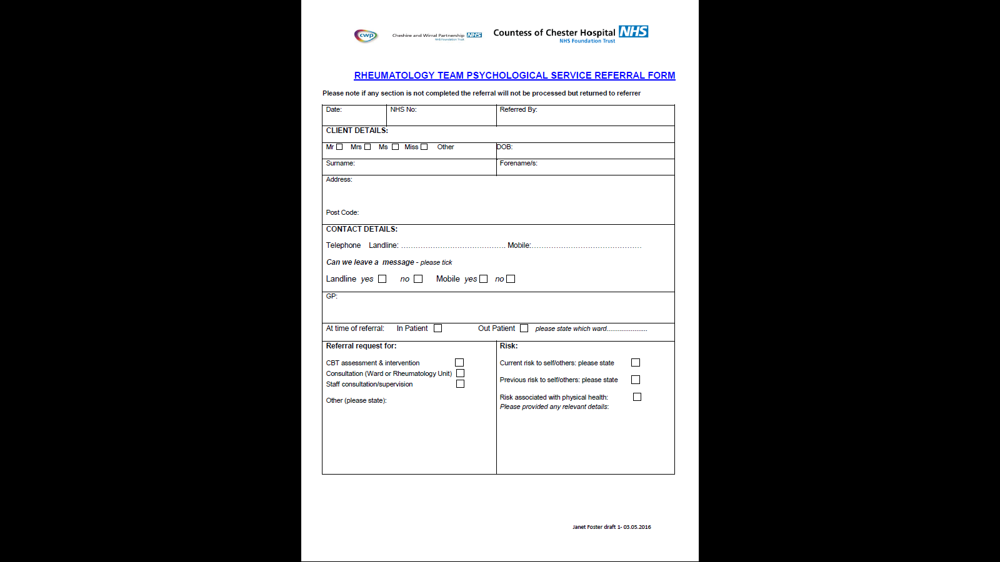 cwp Cheshire and Wirral Partnership NHS Countess of Chester Hospital NHS
NHS Foundation Trust NHS Foundation Trust
RHEUMATOLOGY TEAM PSYCHOLOGICAL SERVICE REFERRAL FORM
Please note if any section is not completed the referral will not be processed but returned to referrer
Date: NHS No: Referred By:
CLIENT DETAILS:
Mr Mrs Ms Miss Other DOB:
Surname: Forename/s:
Address:
Post Code:
CONTACT DETAILS:
Telephone Landline: ……………………………………. Mobile:………………………………………
Can we leave a message - please tick
Landline yes no Mobile yes no
GP:
At time of referral: In Patient Out Patient please state which ward......................
Referral request for: Risk:
CBT assessment & intervention Current risk to self/others: please state
Consultation (Ward or Rheumatology Unit)
Staff consultation/supervision Previous risk to self/others: please state
Other (please state): Risk associated with physical health:
Please provided any relevant details:
Janet Foster draft 1- 03.05.2016